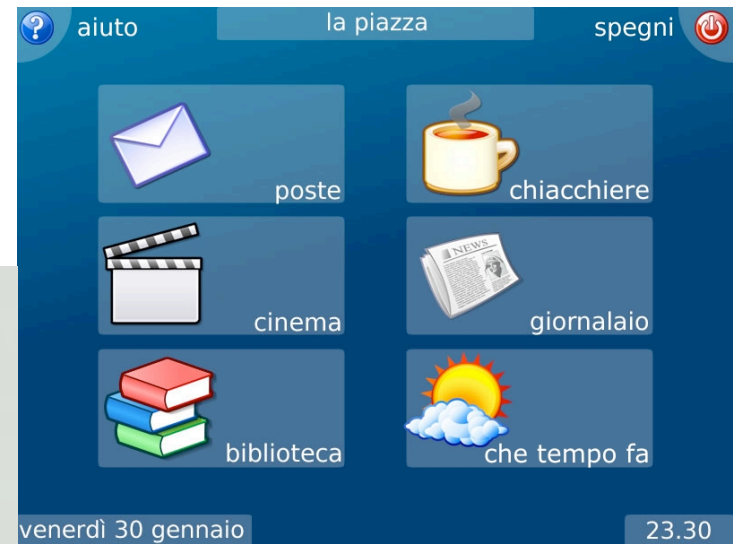 aiuto
la piazza
spegni
poste
chiacchiere
NEWS
cinema
giornalaio
biblioteca
che tempo fa
venerdì 30 gennaio
23.30